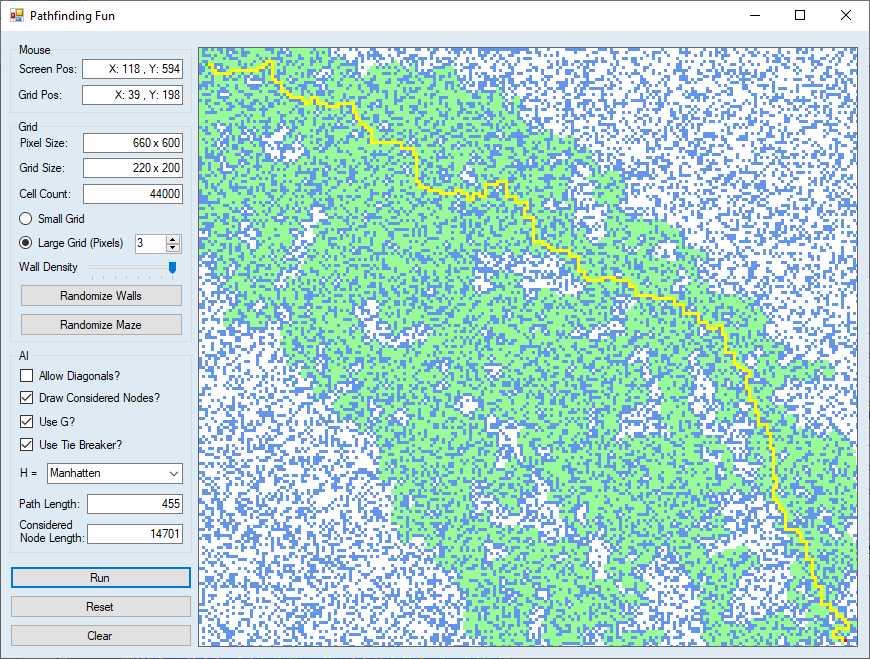 Pathfinding Fun
Mouse
Screen Pos: X: 118 , Y: 594
Grid Pos: X: 39 , Y: 198
Grid
Pixel Size: 660 x 600
Grid Size: 220 x 200
Cell Count: 44000
Small Grid
Large Grid (Pixels) 3
Wall Density
Randomize Walls
Randomize Maze
AI
Allow Diagonals?
Draw Considered Nodes?
Use G?
Use Tie Breaker?
H = Manhatten
Path Length: 455
Considered
Node Length: 14701
Run
Reset
Clear